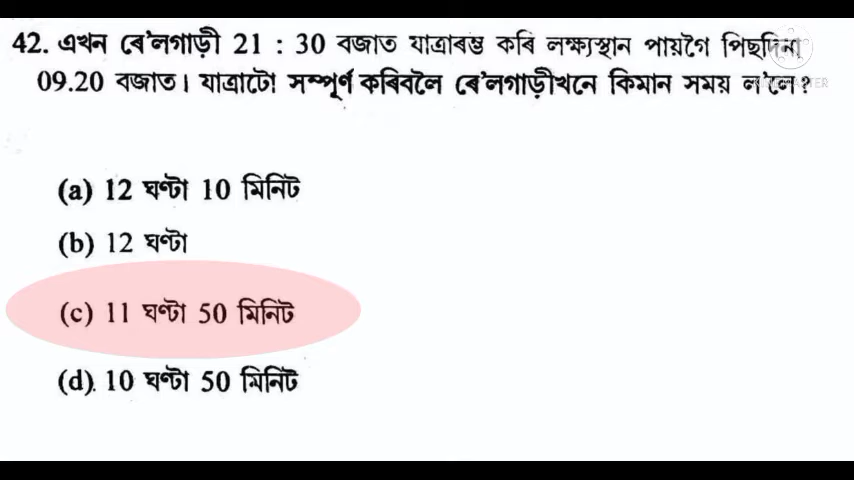 42. এখন ৰে'লগাড়ী 21 : 30 বজাত যাত্ৰাৰম্ভ কৰি লক্ষ্যস্থান পায়গৈ পিছদিনা
09.20 বজাত। যাত্ৰাটো সম্পূৰ্ণ কৰিবলৈ ৰে'লগাড়ীখনে কিমান সময় ল'লে?
(a) 12 ঘণ্টা 10 মিনিট
(b) 12 ঘণ্টা
(c) 11 ঘণ্টা 50 মিনিট
(d). 10 ঘণ্টা 50 মিনিট